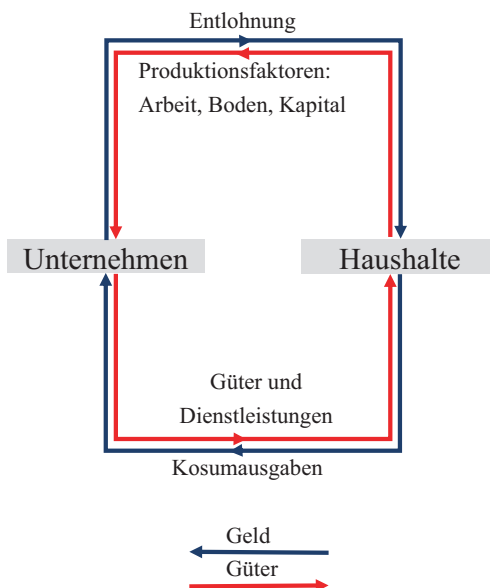 Entlohnung
Produktionsfaktoren:
Arbeit, Boden, Kapital
Unternehmen
Haushalte
Güter und
Dienstleistungen
Kosumausgaben
Geld
Güter